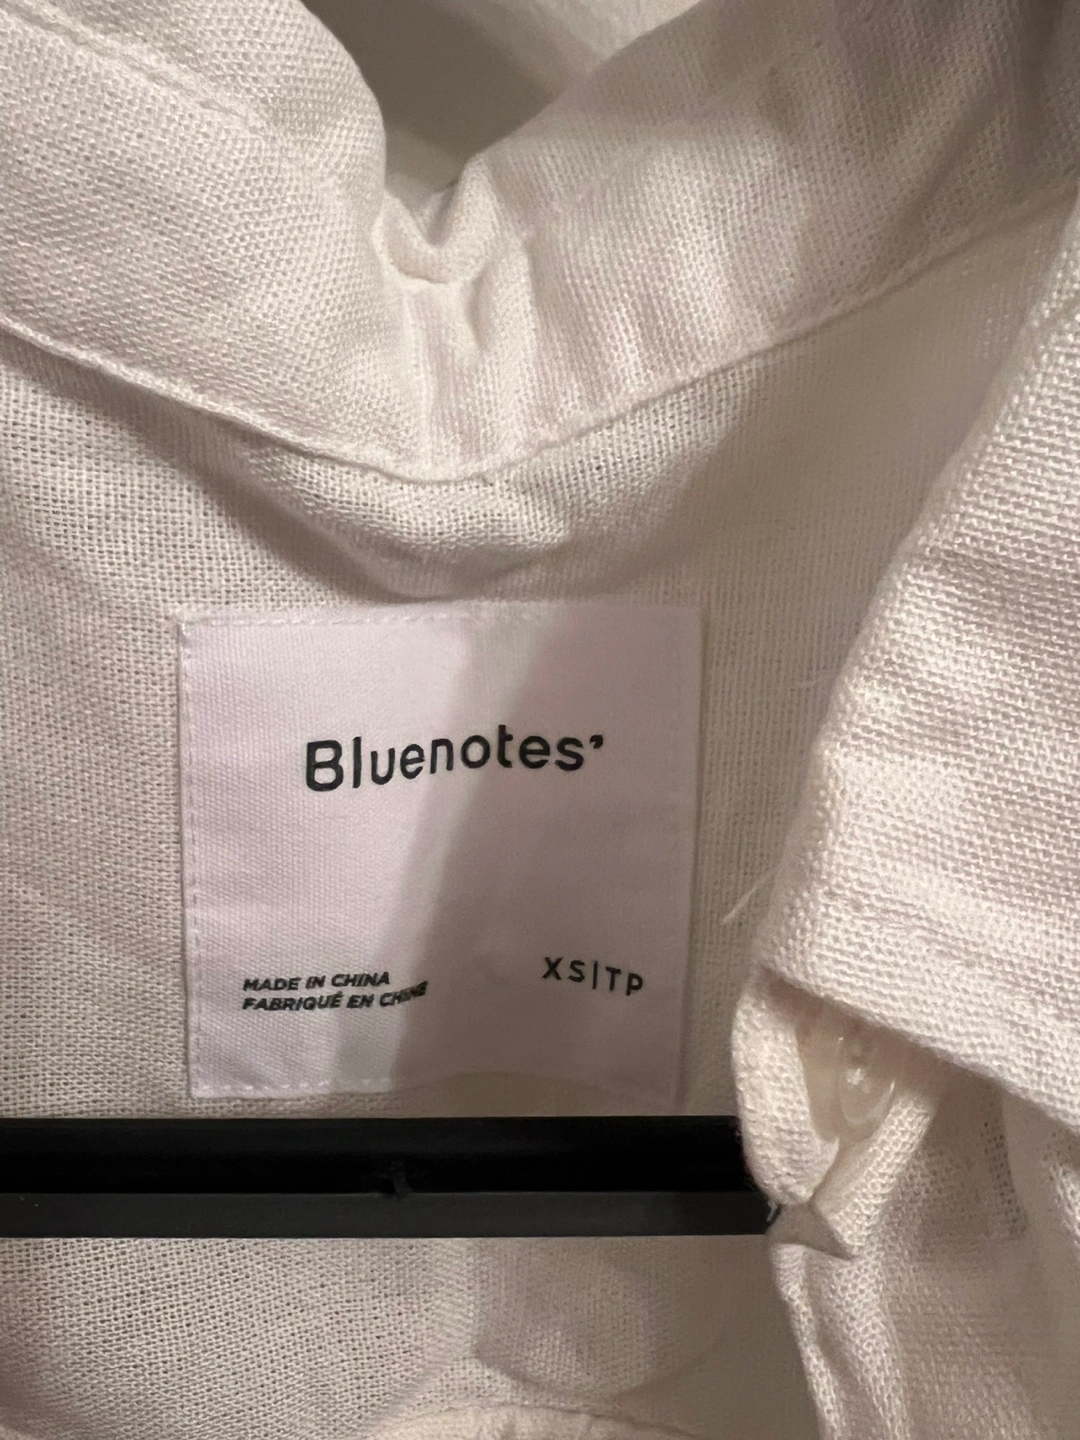 Bluenotes’
XS|TP
MADE IN CHINA
FABRIQUÉ EN CHINE